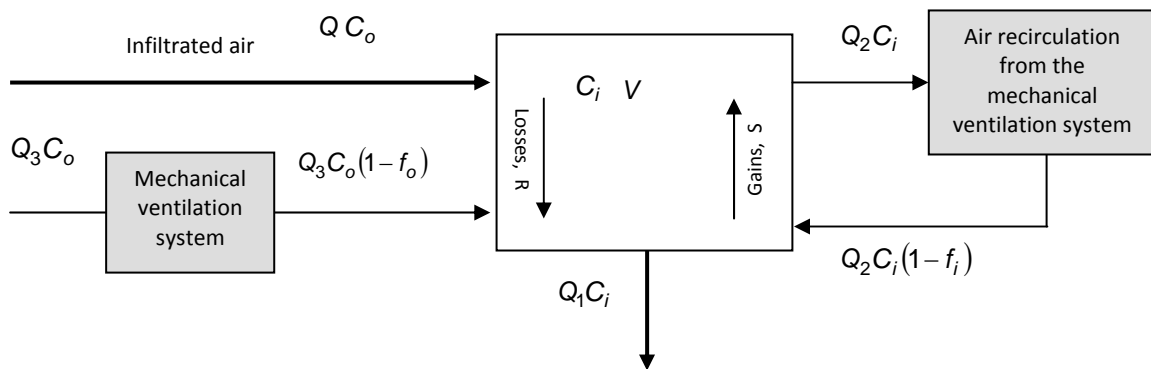 Q C_o
Infiltrated air
Q_3C_o
Mechanical
ventilation
system
Q_3C_o(1− f_o)
C_i V
Losses, R
Gains, S
Q_2C_i
Air recirculation
from the
mechanical
ventilation system
Q_2C_i(1− f_i)
Q_1C_i